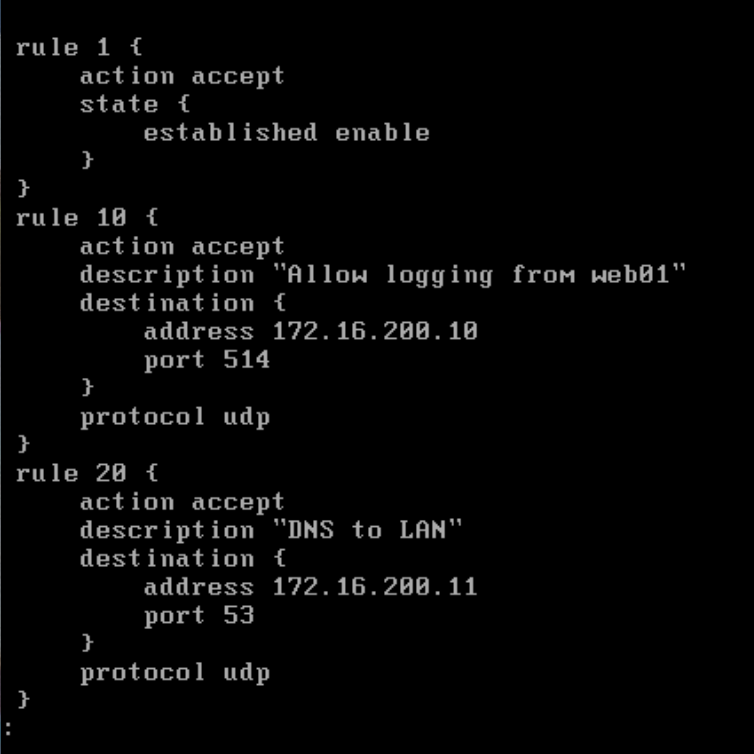 rule 1 {
    action accept
    state {
        established enable
    }
}
rule 10 {
    action accept
    description "Allow logging from web01"
    destination {
        address 172.16.200.10
        port 514
    }
    protocol udp
}
rule 20 {
    action accept
    description "DNS to LAN"
    destination {
        address 172.16.200.11
        port 53
    }
    protocol udp
}
: